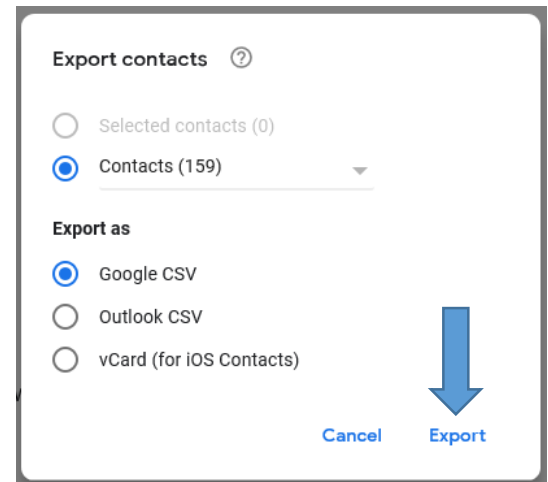 Export contacts
Selected contacts (0)
Contacts (159)
Export as
Google CSV
Outlook CSV
vCard (for iOS Contacts)
Cancel Export